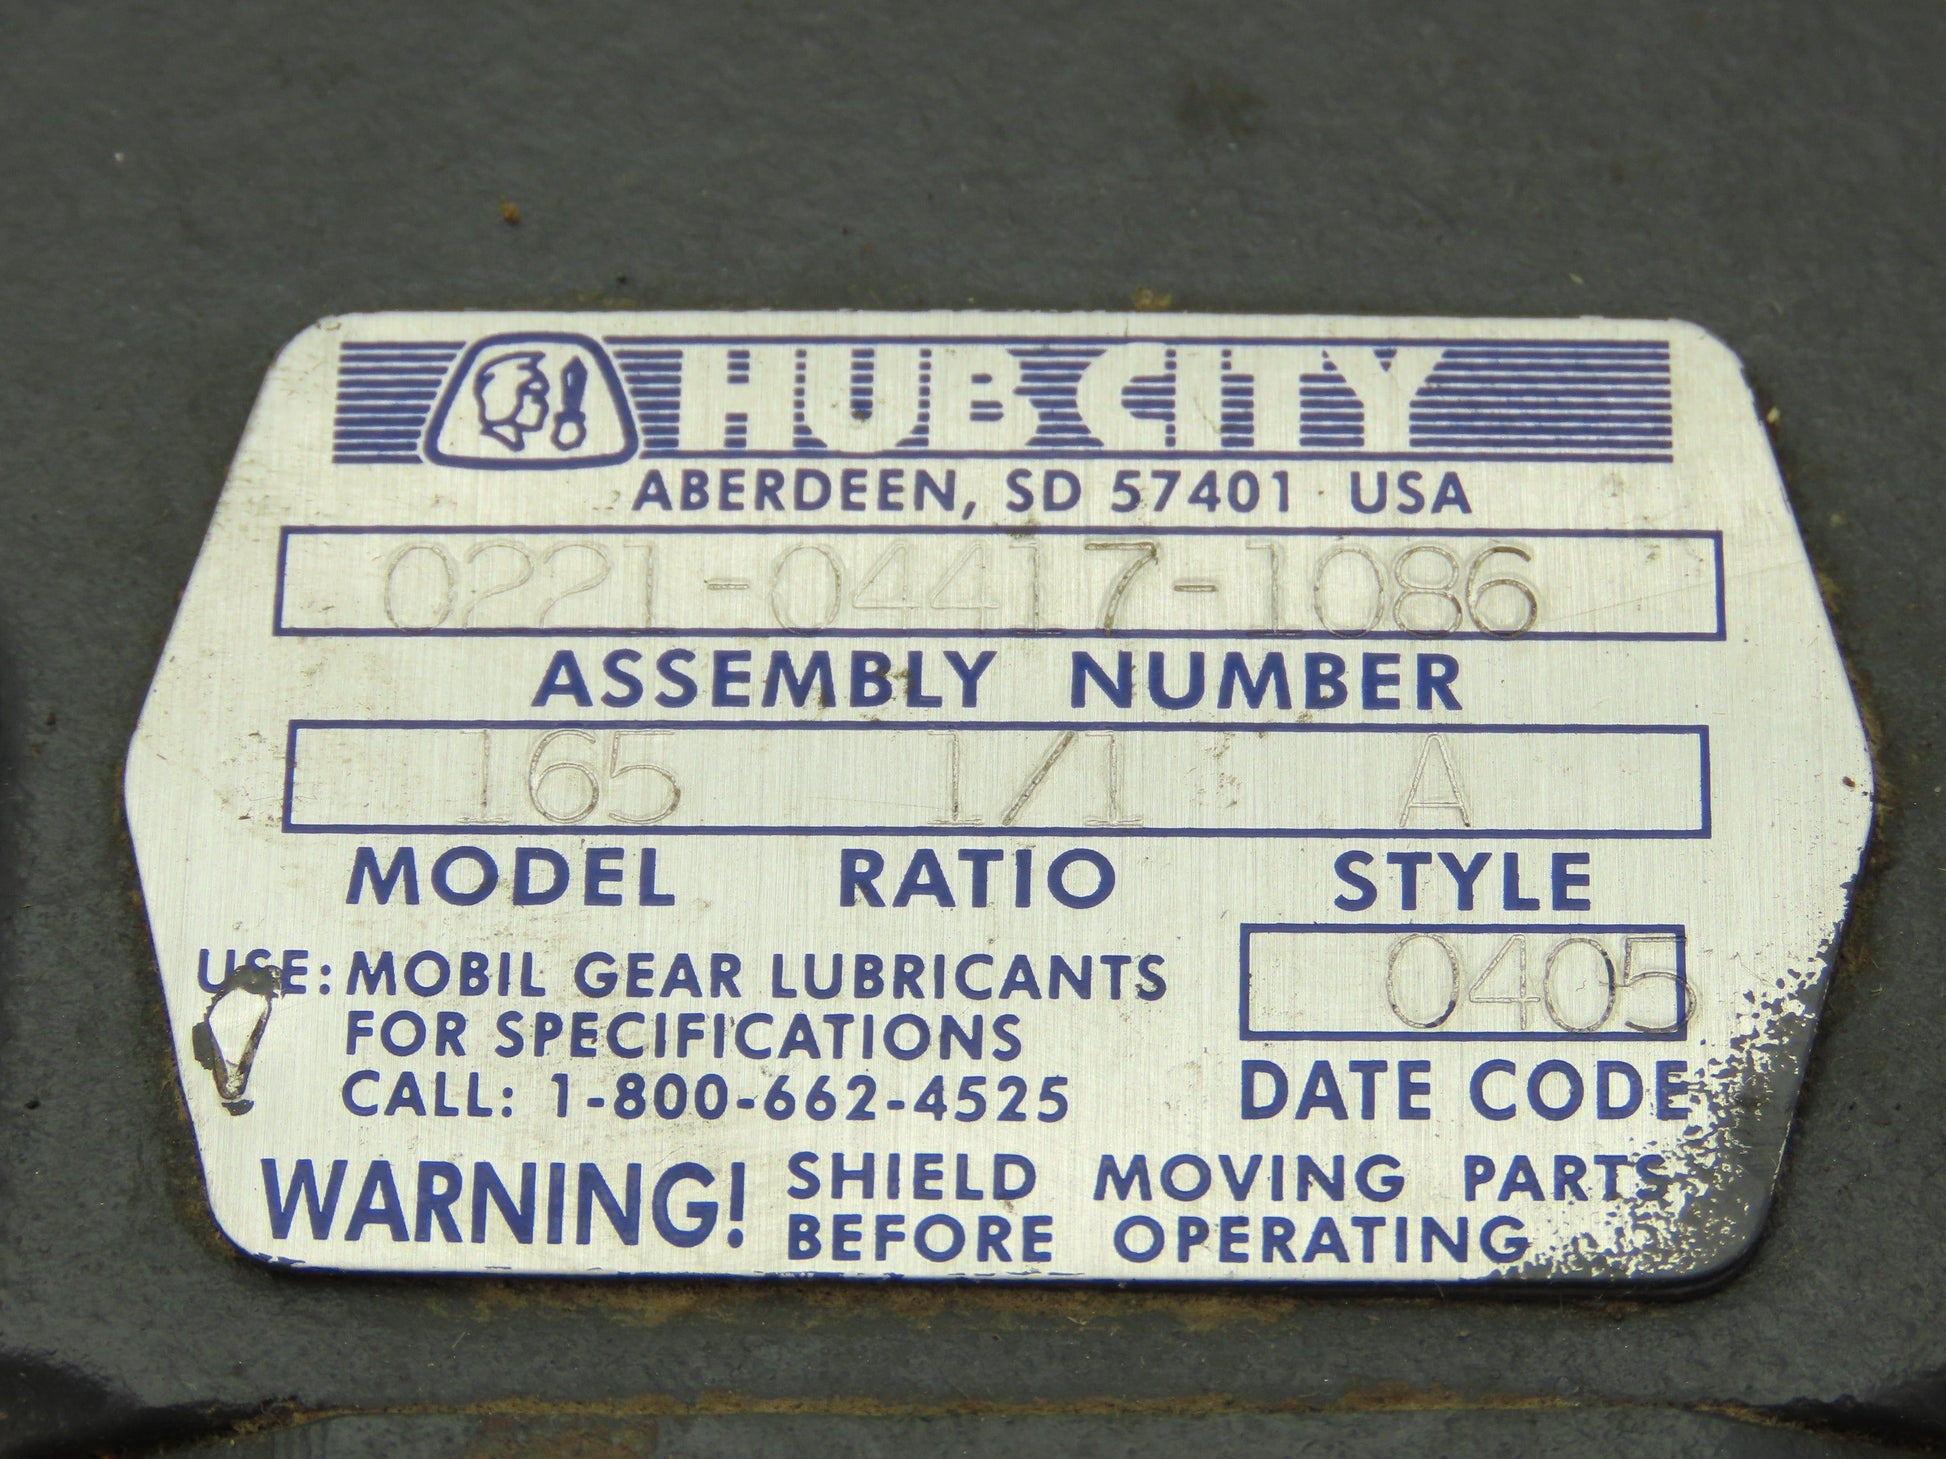 HUB CITY
ABERDEEN, SD 57401 USA
0221-04417-1086
ASSEMBLY NUMBER
165 1/1 A
MODEL RATIO STYLE
USE: MOBIL GEAR LUBRICANTS
FOR SPECIFICATIONS
CALL: 1-800-662-4525
0405
DATE CODE
WARNING! SHIELD MOVING PARTS
BEFORE OPERATING